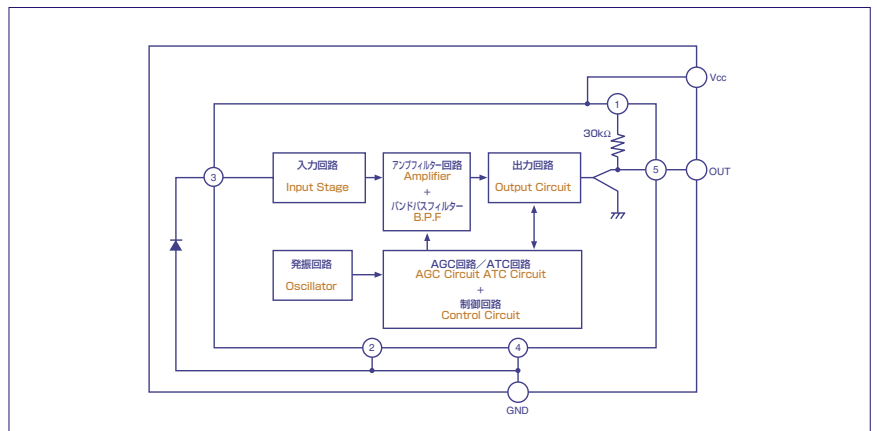 Vcc
1
30kΩ
入力回路
Input Stage
アンプフィルター回路
Amplifier
+
バンドパスフィルター
B.P.F
出力回路
Output Circuit
3
5
OUT
発振回路
Oscillator
AGC回路／ATC回路
AGC Circuit ATC Circuit
+
制御回路
Control Circuit
2
4
GND